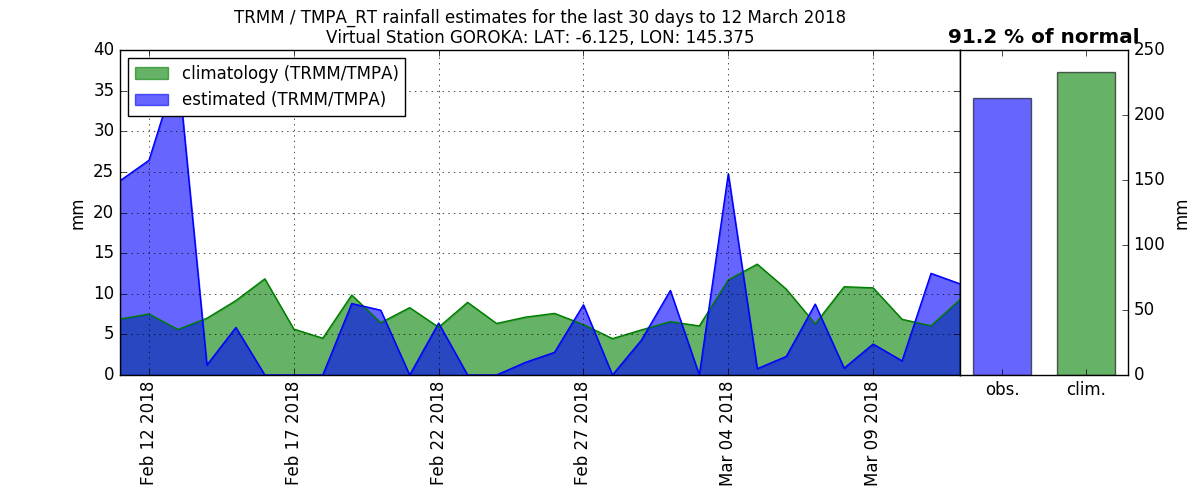 TRMM / TMPA_RT rainfall estimates for the last 30 days to 12 March 2018
Virtual Station GOROKA: LAT: -6.125, LON: 145.375
91.2 % of normal
climatology (TRMM/TMPA)
estimated (TRMM/TMPA)
40
35
30
25
20
15
10
5
0
mm
Feb 12 2018
Feb 17 2018
Feb 22 2018
Feb 27 2018
Mar 04 2018
Mar 09 2018
250
200
150
100
50
0
mm
obs.
clim.